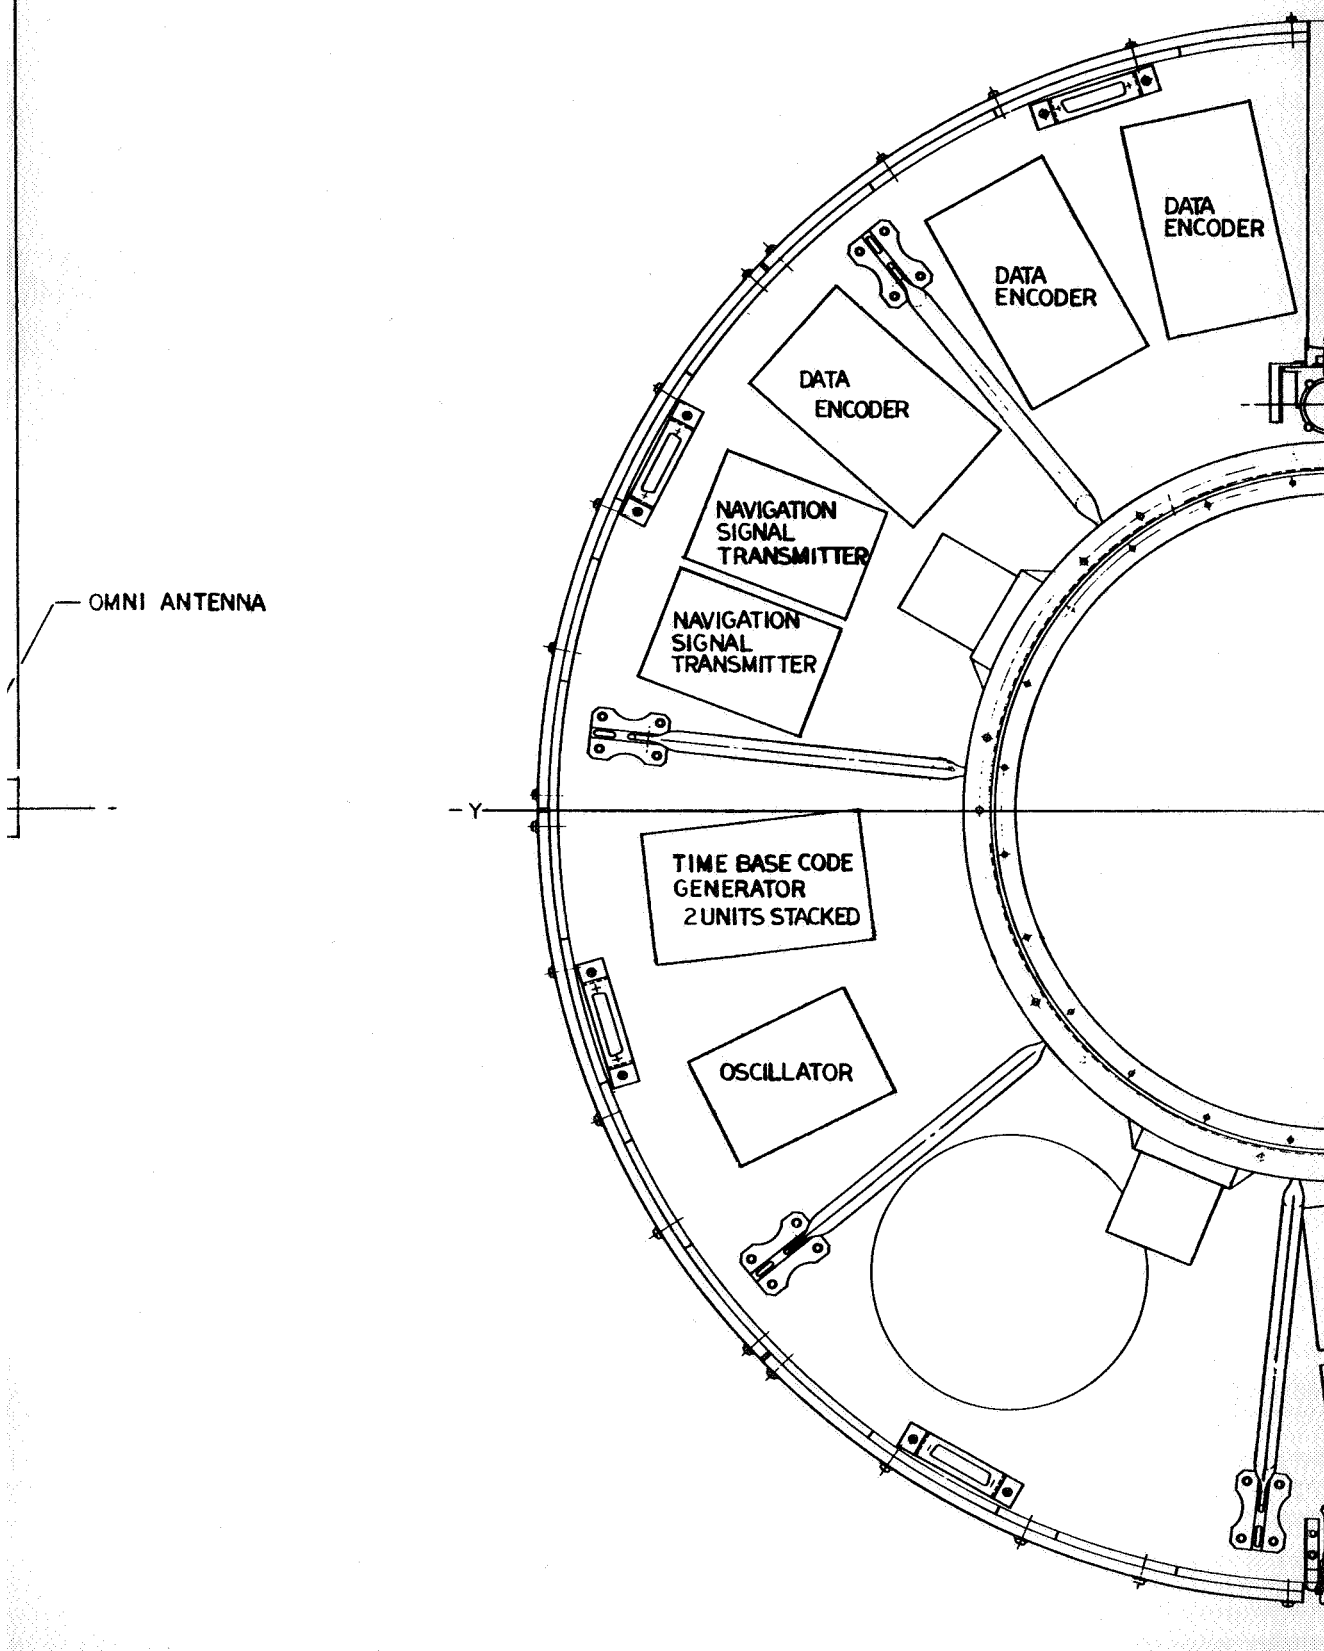 DATA
ENCODER
DATA
ENCODER
DATA
ENCODER
NAVIGATION
SIGNAL
TRANSMITTER
NAVIGATION
SIGNAL
TRANSMITTER
OMNI ANTENNA
-Y
TIME BASE CODE
GENERATOR
2 UNITS STACKED
OSCILLATOR